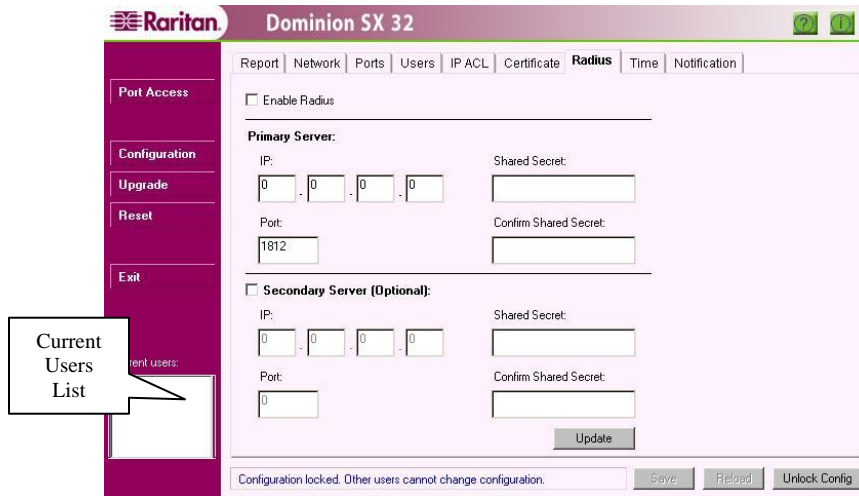 Raritan.
Dominion SX 32
? i
Report Network Ports Users IP ACL Certificate Radius Time Notification
Port Access
Configuration
Upgrade
Reset
Exit
Enable Radius
Primary Server:
IP: Shared Secret:
0 . 0 . 0 . 0
Port: Confirm Shared Secret:
1812
Secondary Server (Optional):
IP: Shared Secret:
0 . 0 . 0 . 0
Port: Confirm Shared Secret:
0
Update
Current
Users
List
rent users:
Configuration locked. Other users cannot change configuration. Save Reload Unlock Config